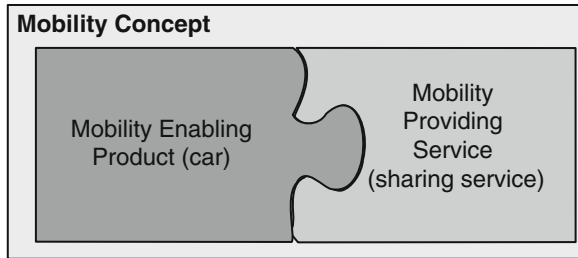 Mobility Concept
Mobility Enabling
Product (car)
Mobility
Providing
Service
(sharing service)